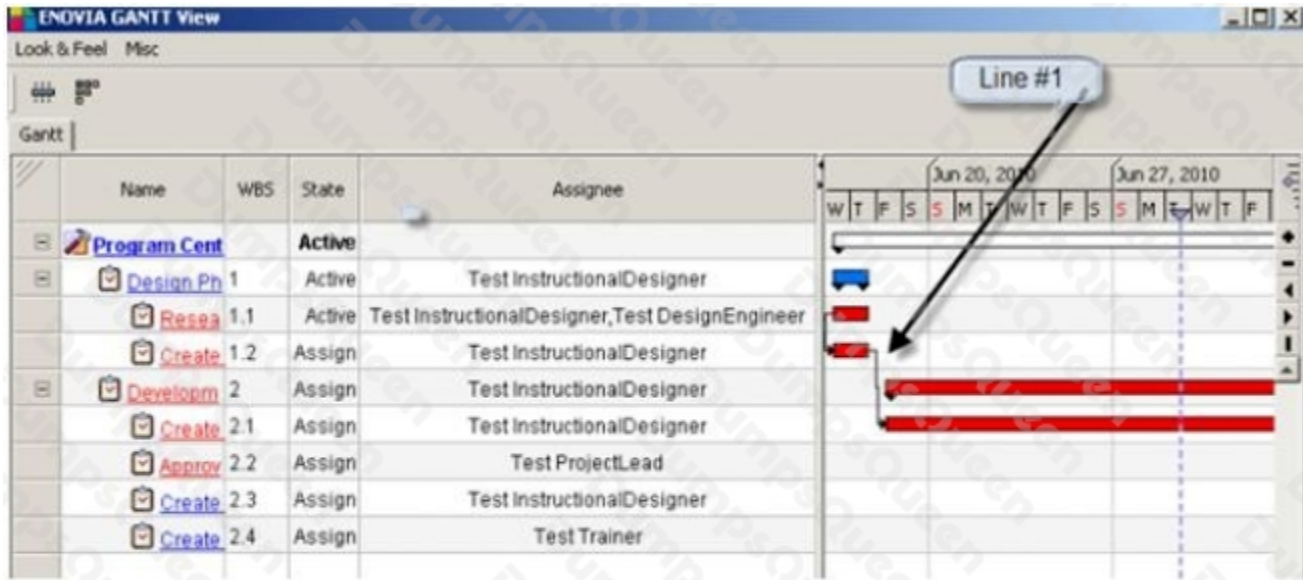 ENOVIA GANTT View
Look & Feel Misc
Line #1
Gantt
Name WBS State Assignee Jun 20, 2010 Jun 27, 2010
W T F S S M T W T F S S M T W T F
Program Cent Active
Design Ph 1 Active Test InstructionalDesigner
Resea 1.1 Active Test InstructionalDesigner,Test DesignEngineer
Create 1.2 Assign Test InstructionalDesigner
Developm 2 Assign Test InstructionalDesigner
Create 2.1 Assign Test InstructionalDesigner
Approv 2.2 Assign Test ProjectLead
Create 2.3 Assign Test InstructionalDesigner
Create 2.4 Assign Test Trainer
DumpsQueen